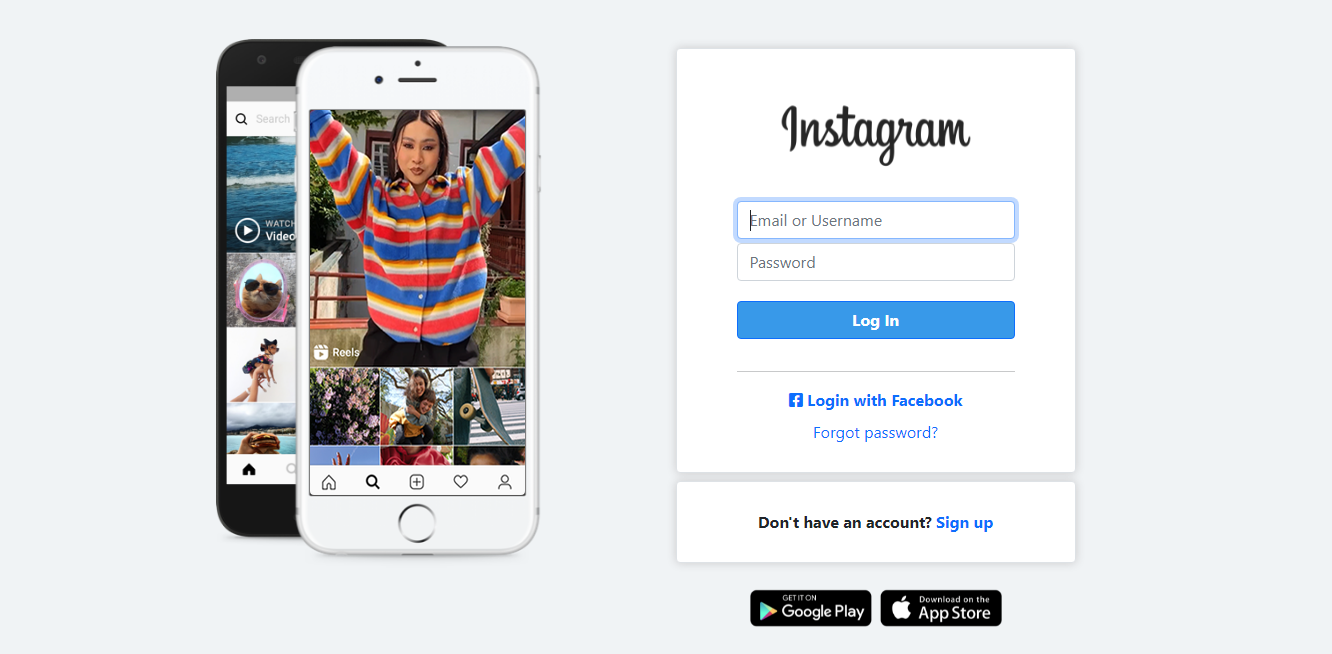 Search
WATCH
Video
Reels
Instagram
Email or Username
Password
Log In
Login with Facebook
Forgot password?
Don't have an account? Sign up
GET IT ON
Google Play
Download on the
App Store